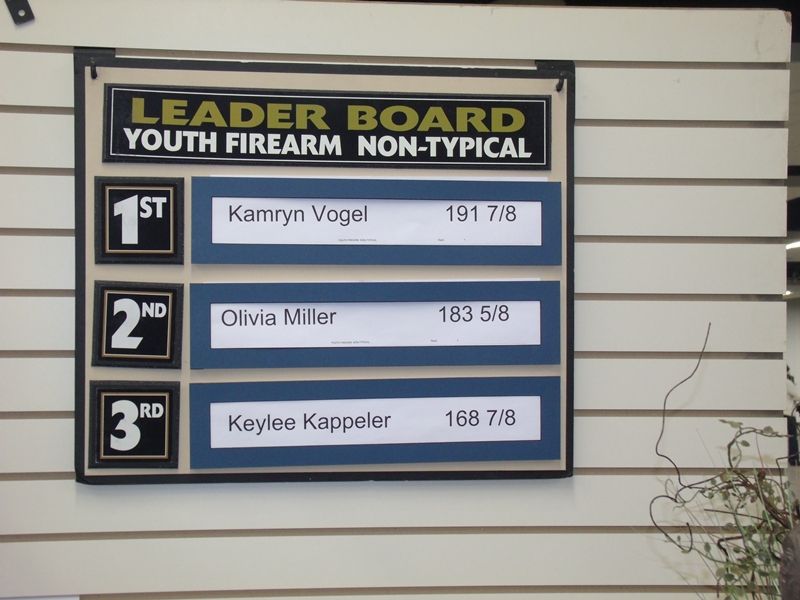 LEADER BOARD
YOUTH FIREARM NON-TYPICAL
1ST Kamryn Vogel 191 7/8
2ND Olivia Miller 183 5/8
3RD Keylee Kappeler 168 7/8